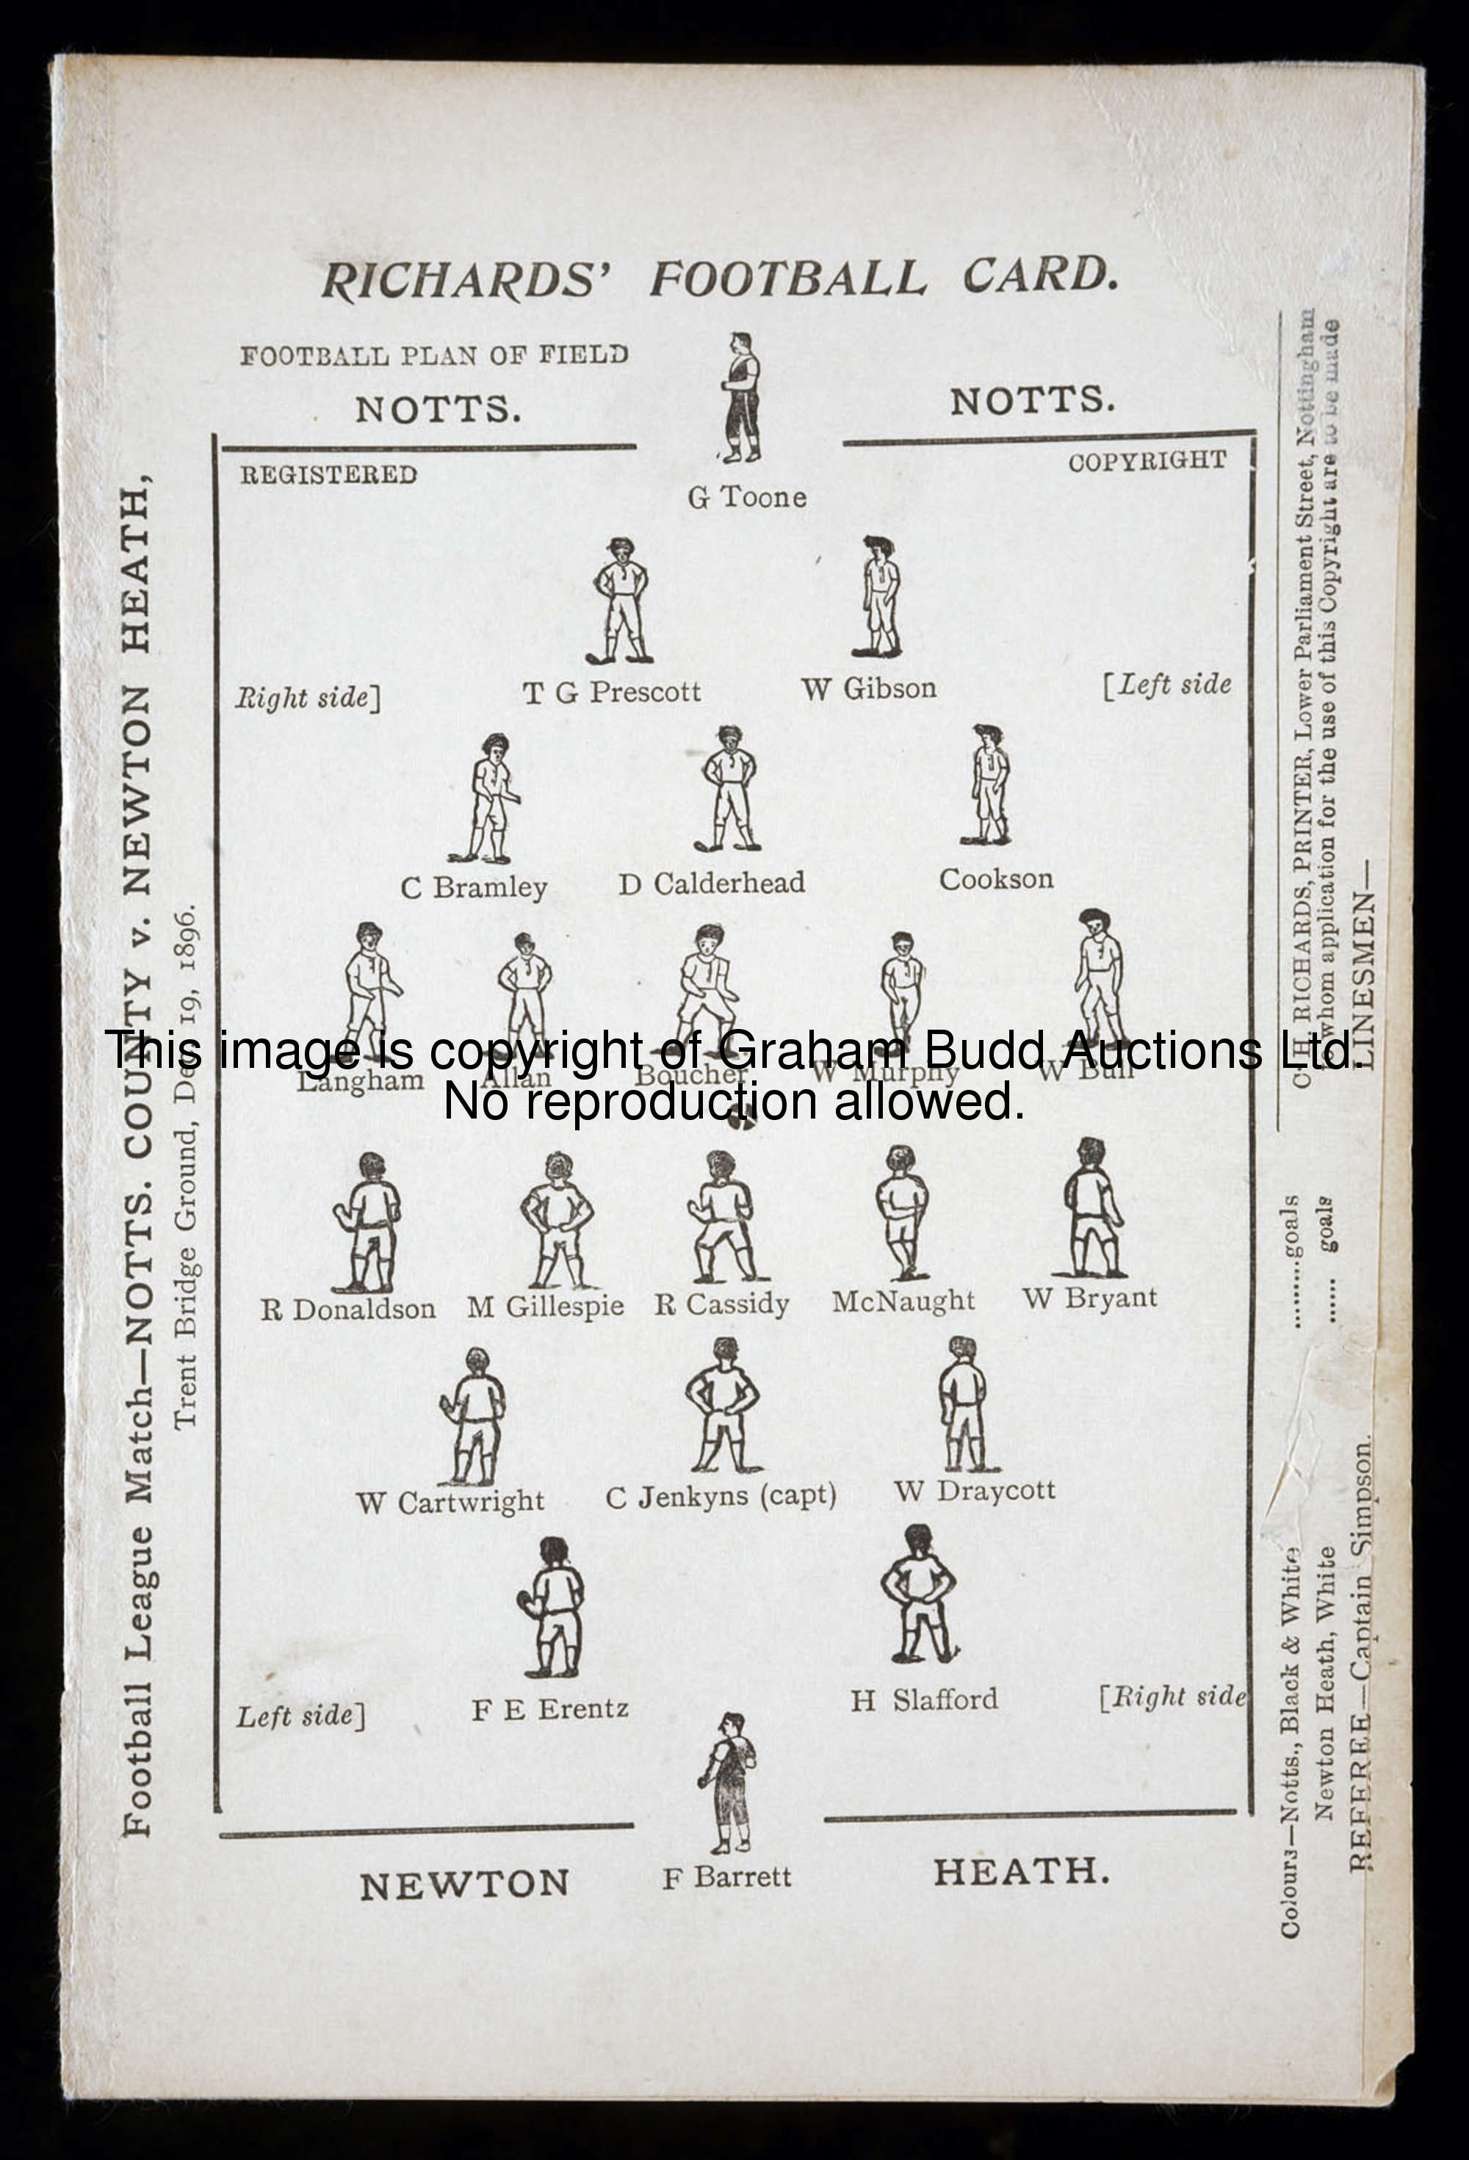 RICHARDS' FOOTBALL CARD.
FOOTBALL PLAN OF FIELD
NOTTS. NOTTS.
REGISTERED COPYRIGHT
G Toone
Right side] T G Prescott W Gibson [Left side
C Bramley D Calderhead Cookson
This image is copyright of Graham Budd Auctions Ltd.
Langham Allan Boucher W Murphy W Bull
No reproduction allowed.
R Donaldson M Gillespie R Cassidy McNaught W Bryant
W Cartwright C Jenkyns (capt) W Draycott
Left side] F E Erentz H Slafford [Right side
NEWTON F Barrett HEATH.
Football League Match—NOTTS. COUNTY v. NEWTON HEATH,
Trent Bridge Ground, Dec 19, 1896.
C H RICHARDS, PRINTER, Lower Parliament Street, Nottingham
to whom application for the use of this Copyright are to be made
Colours—Notts., Black & White .........goals
Newton Heath, White ...... goals
REFEREE—Captain Simpson. LINESMEN—